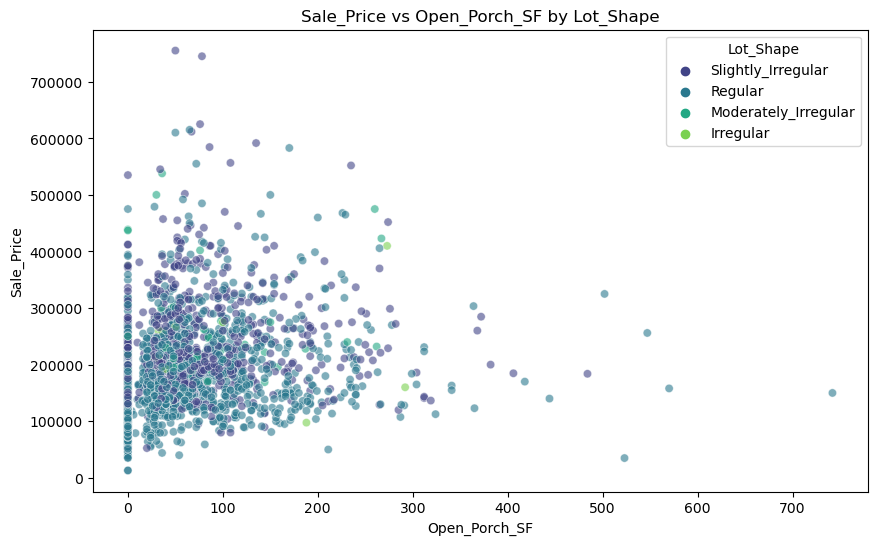 Sale_Price vs Open_Porch_SF by Lot_Shape
Lot_Shape
Slightly_Irregular
Regular
Moderately_Irregular
Irregular
Sale_Price
700000
600000
500000
400000
300000
200000
100000
0
0 100 200 300 400 500 600 700
Open_Porch_SF